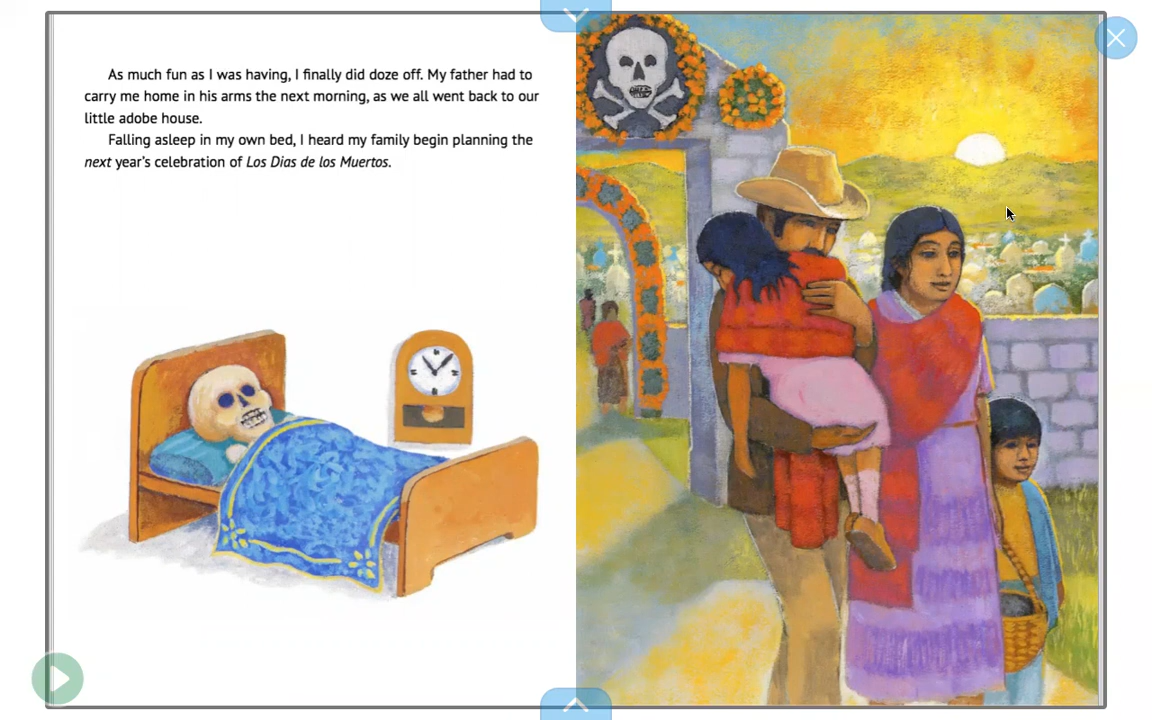 As much fun as I was having, I finally did doze off. My father had to
carry me home in his arms the next morning, as we all went back to our
little adobe house.
Falling asleep in my own bed, I heard my family begin planning the
next year's celebration of Los Dias de los Muertos.